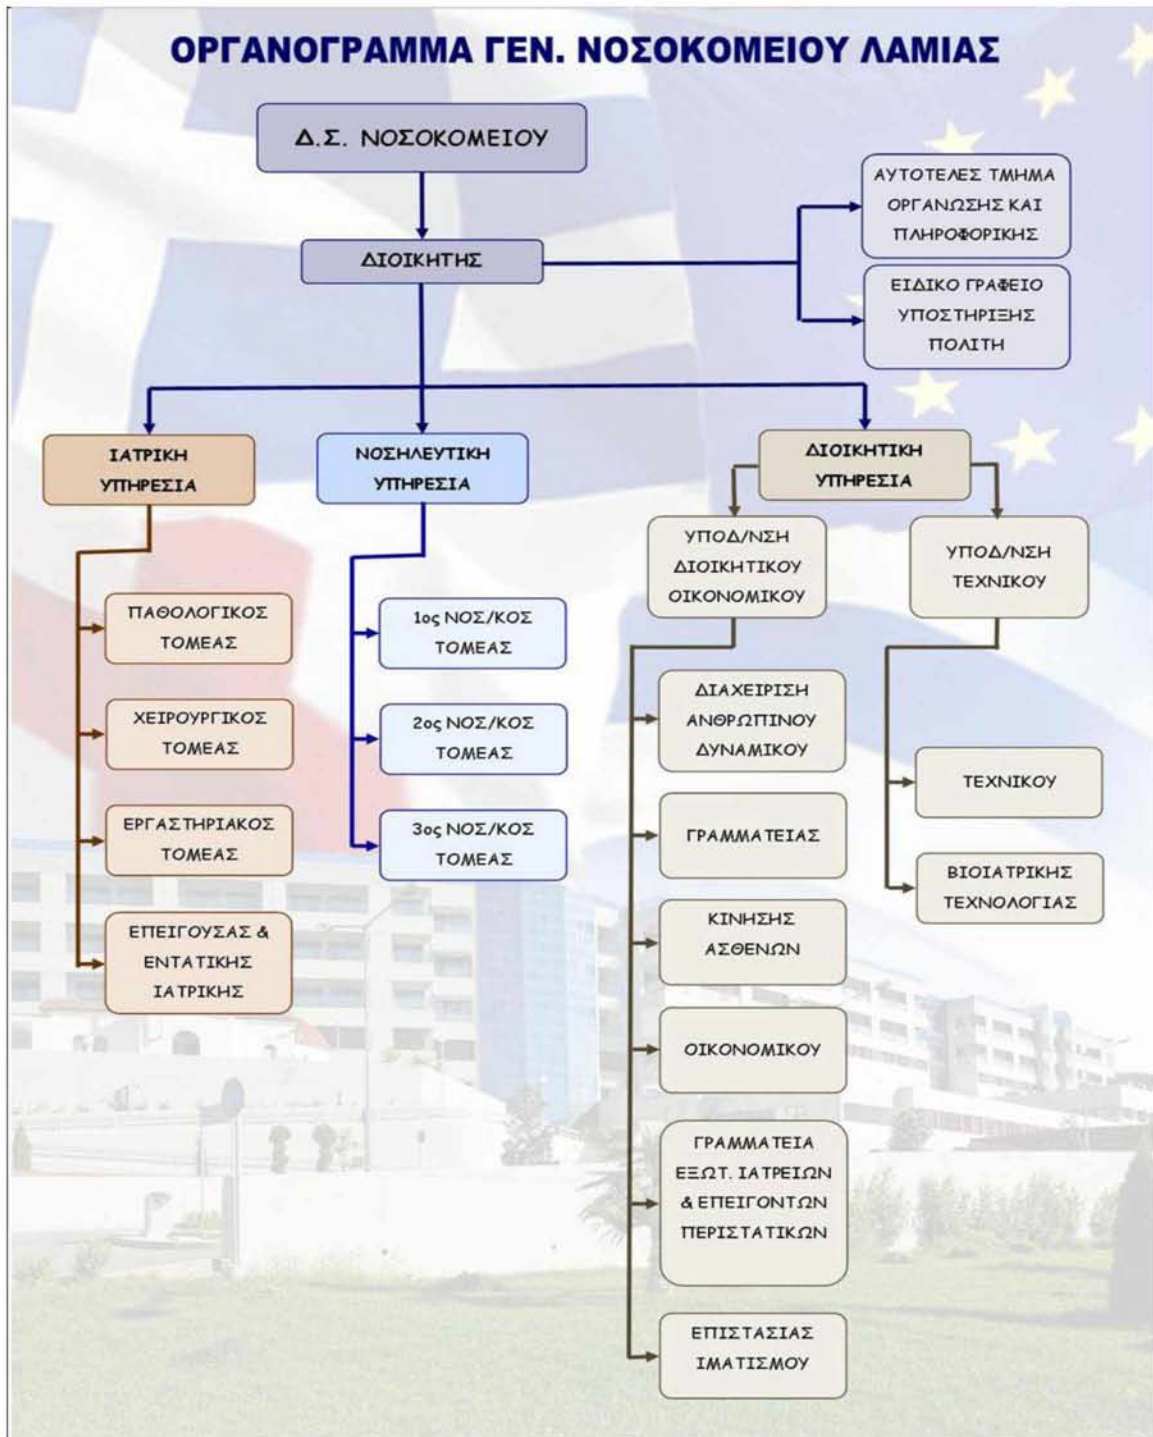 ΟΡΓΑΝΟΓΡΑΜΜΑ ΓΕΝ. ΝΟΣΟΚΟΜΕΙΟΥ ΛΑΜΙΑΣ
Δ.Σ. ΝΟΣΟΚΟΜΕΙΟΥ
ΑΥΤΟΤΕΛΕΣ ΤΜΗΜΑ
ΟΡΓΑΝΩΣΗΣ ΚΑΙ
ΠΛΗΡΟΦΟΡΙΚΗΣ
ΔΙΟΙΚΗΤΗΣ
ΕΙΔΙΚΟ ΓΡΑΦΕΙΟ
ΥΠΟΣΤΗΡΙΞΗΣ
ΠΟΛΙΤΗ
ΙΑΤΡΙΚΗ
ΥΠΗΡΕΣΙΑ
ΠΑΘΟΛΟΓΙΚΟΣ
ΤΟΜΕΑΣ
ΧΕΙΡΟΥΡΓΙΚΟΣ
ΤΟΜΕΑΣ
ΕΡΓΑΣΤΗΡΙΑΚΟΣ
ΤΟΜΕΑΣ
ΕΠΕΙΓΟΥΣΑΣ &
ΕΝΤΑΤΙΚΗΣ
ΙΑΤΡΙΚΗΣ
ΝΟΣΗΛΕΥΤΙΚΗ
ΥΠΗΡΕΣΙΑ
1ος ΝΟΣ/ΚΟΣ
ΤΟΜΕΑΣ
2ος ΝΟΣ/ΚΟΣ
ΤΟΜΕΑΣ
3ος ΝΟΣ/ΚΟΣ
ΤΟΜΕΑΣ
ΔΙΟΙΚΗΤΙΚΗ
ΥΠΗΡΕΣΙΑ
ΥΠΟΔ/ΝΣΗ
ΔΙΟΙΚΗΤΙΚΟΥ
ΟΙΚΟΝΟΜΙΚΟΥ
ΔΙΑΧΕΙΡΙΣΗ
ΑΝΘΡΩΠΙΝΟΥ
ΔΥΝΑΜΙΚΟΥ
ΓΡΑΜΜΑΤΕΙΑΣ
ΚΙΝΗΣΗΣ
ΑΣΘΕΝΩΝ
ΟΙΚΟΝΟΜΙΚΟΥ
ΓΡΑΜΜΑΤΕΙΑ
ΕΞΩΤ. ΙΑΤΡΕΙΩΝ
& ΕΠΕΙΓΟΝΤΩΝ
ΠΕΡΙΣΤΑΤΙΚΩΝ
ΕΠΙΣΤΑΣΙΑΣ
ΙΜΑΤΙΣΜΟΥ
ΥΠΟΔ/ΝΣΗ
ΤΕΧΝΙΚΟΥ
ΤΕΧΝΙΚΟΥ
ΒΙΟΙΑΤΡΙΚΗΣ
ΤΕΧΝΟΛΟΓΙΑΣ